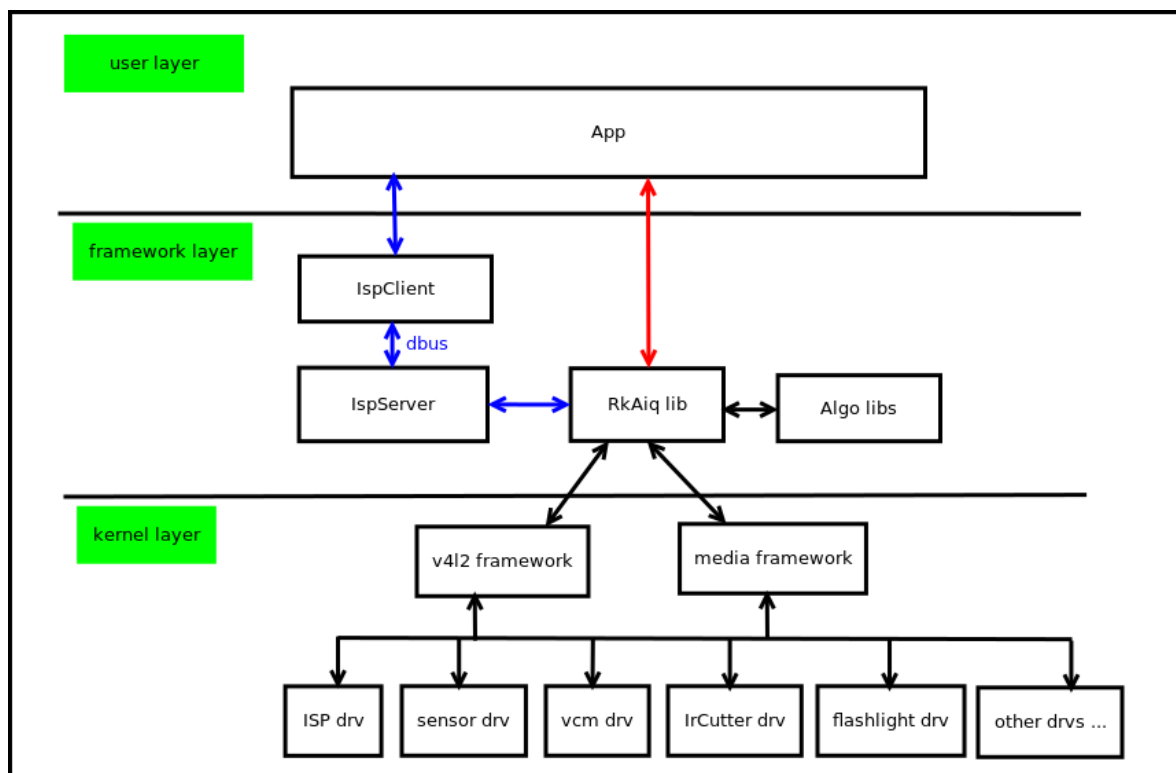 user layer
App
framework layer
IspClient
dbus
IspServer
RkAiq lib
Algo libs
kernel layer
v4l2 framework
media framework
ISP drv
sensor drv
vcm drv
IrCutter drv
flashlight drv
other drvs ...